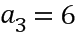 a₃ = 6